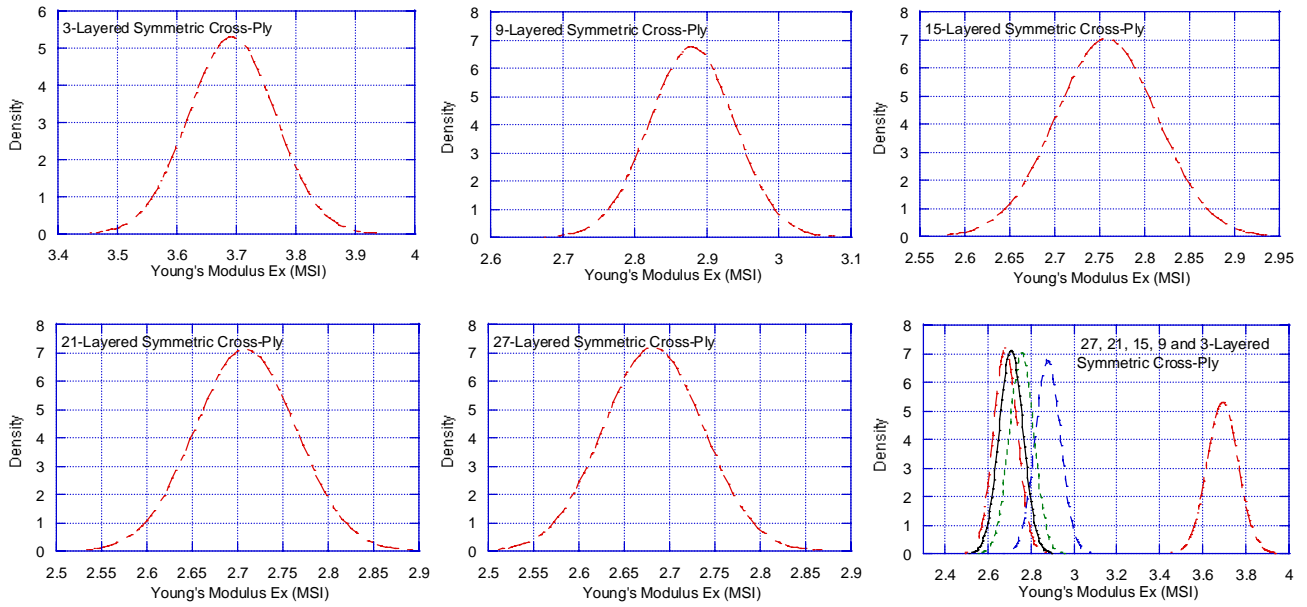 3-Layered Symmetric Cross-Ply
6
5
4
3
2
1
0
Density
3.4 3.5 3.6 3.7 3.8 3.9 4
Young's Modulus Ex (MSI)
9-Layered Symmetric Cross-Ply
8
7
6
5
4
3
2
1
0
Density
2.6 2.7 2.8 2.9 3 3.1
Young's Modulus Ex (MSI)
15-Layered Symmetric Cross-Ply
8
7
6
5
4
3
2
1
0
Density
2.55 2.6 2.65 2.7 2.75 2.8 2.85 2.9 2.95
Young's Modulus Ex (MSI)
21-Layered Symmetric Cross-Ply
8
7
6
5
4
3
2
1
0
Density
2.5 2.55 2.6 2.65 2.7 2.75 2.8 2.85 2.9
Young's Modulus Ex (MSI)
27-Layered Symmetric Cross-Ply
8
7
6
5
4
3
2
1
0
Density
2.5 2.55 2.6 2.65 2.7 2.75 2.8 2.85 2.9
Young's Modulus Ex (MSI)
27, 21, 15, 9 and 3-Layered
Symmetric Cross-Ply
8
7
6
5
4
3
2
1
0
Density
2.4 2.6 2.8 3 3.2 3.4 3.6 3.8 4
Young's Modulus Ex (MSI)